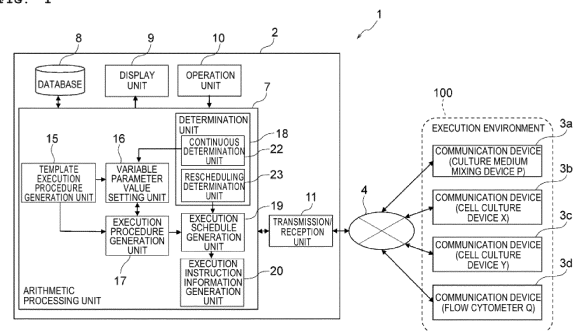 FIG. 1
1
2
8
9
10
DATABASE
DISPLAY
UNIT
OPERATION
UNIT
7
15
16
DETERMINATION
UNIT
18
CONTINUOUS
DETERMINATION
UNIT
22
TEMPLATE
EXECUTION
PROCEDURE
GENERATION UNIT
VARIABLE
PARAMETER
VALUE
SETTING UNIT
RESCHEDULING
DETERMINATION
UNIT
23
19
EXECUTION
PROCEDURE
GENERATION
UNIT
17
EXECUTION
SCHEDULE
GENERATION
UNIT
11
TRANSMISSION/
RECEPTION
UNIT
4
EXECUTION
INSTRUCTION
INFORMATION
GENERATION
UNIT
20
ARITHMETIC
PROCESSING UNIT
100
EXECUTION ENVIRONMENT
3a
COMMUNICATION DEVICE
(CULTURE MEDIUM
MIXING DEVICE P)
3b
COMMUNICATION DEVICE
(CELL CULTURE
DEVICE X)
3c
COMMUNICATION DEVICE
(CELL CULTURE
DEVICE Y)
3d
COMMUNICATION DEVICE
(FLOW CYTOMETER Q)